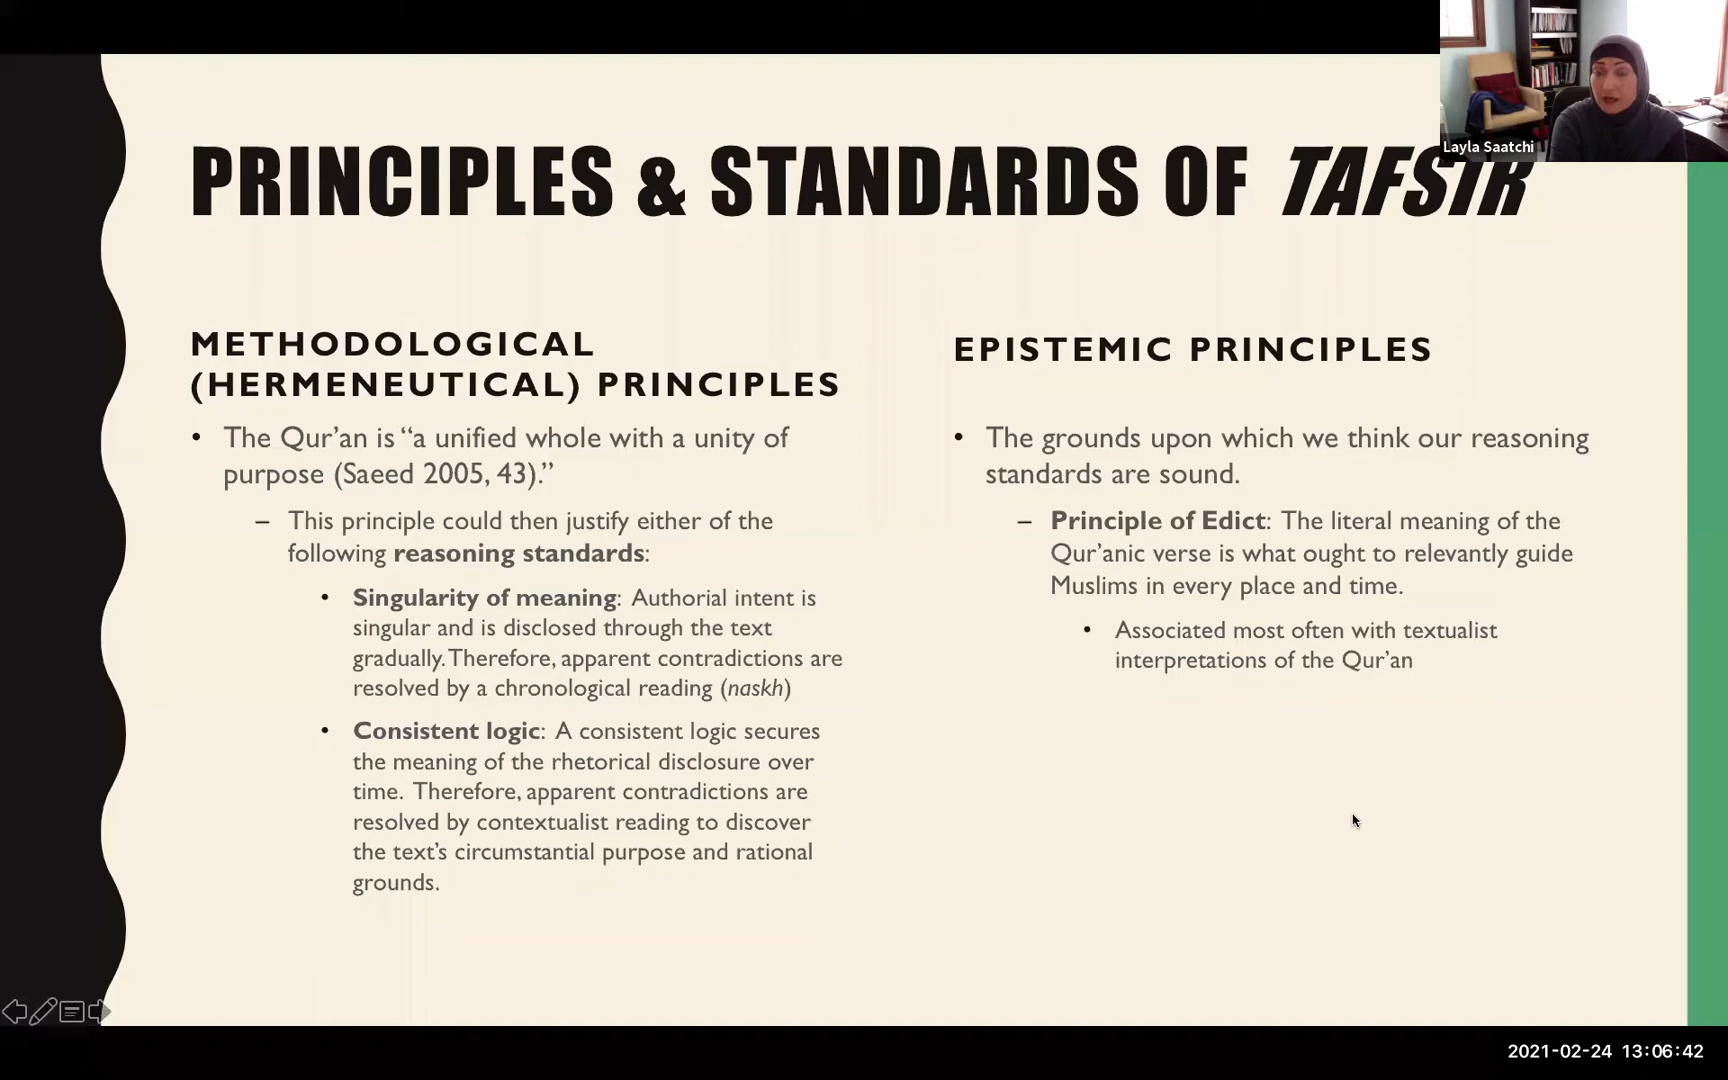 Layla Saatchi
PRINCIPLES & STANDARDS OF TAFSIR
METHODOLOGICAL
(HERMENEUTICAL) PRINCIPLES
• The Qur’an is “a unified whole with a unity of
purpose (Saeed 2005, 43).”
– This principle could then justify either of the
following reasoning standards:
• Singularity of meaning: Authorial intent is
singular and is disclosed through the text
gradually. Therefore, apparent contradictions are
resolved by a chronological reading (naskh)
• Consistent logic: A consistent logic secures
the meaning of the rhetorical disclosure over
time. Therefore, apparent contradictions are
resolved by contextualist reading to discover
the text’s circumstantial purpose and rational
grounds.
EPISTEMIC PRINCIPLES
• The grounds upon which we think our reasoning
standards are sound.
– Principle of Edict: The literal meaning of the
Qur’anic verse is what ought to relevantly guide
Muslims in every place and time.
• Associated most often with textualist
interpretations of the Qur’an
2021-02-24 13:06:42